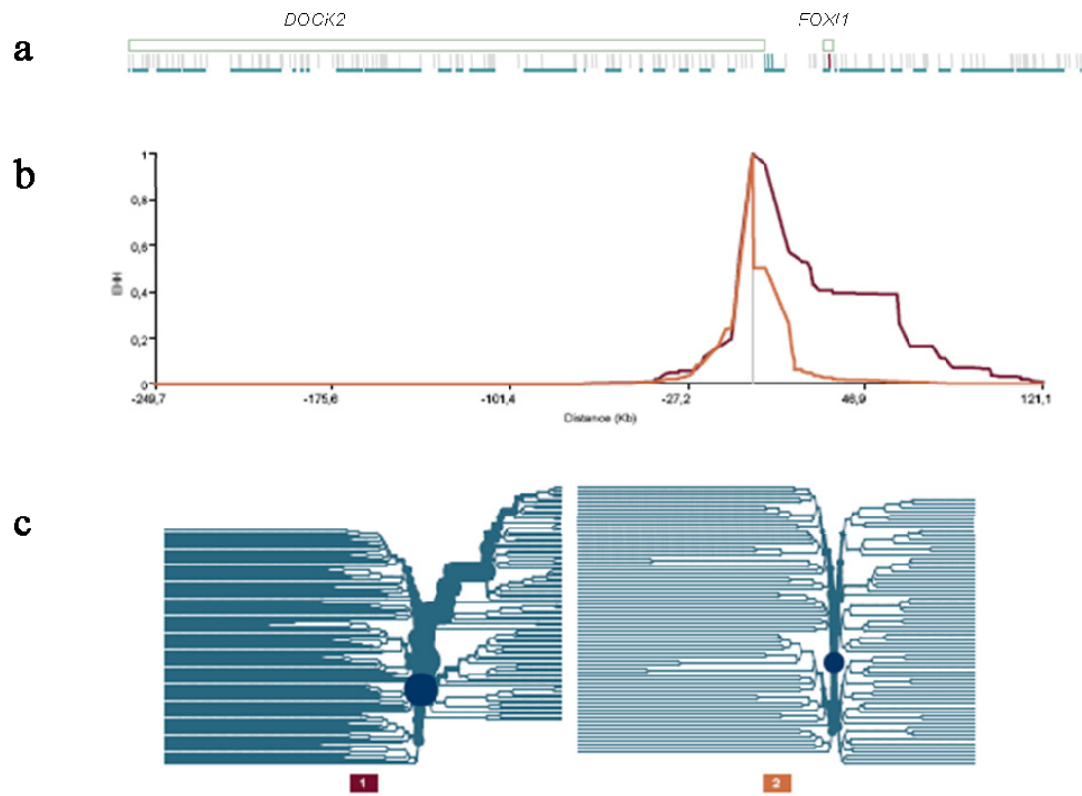 DOCK2 FOXI1
a
b
1
0,8
0,6
0,4
0,2
0
EHH
-249,7 -175,6 -101,4 -27,2 46,9 121,1
Distance (Kb)
c
1 2